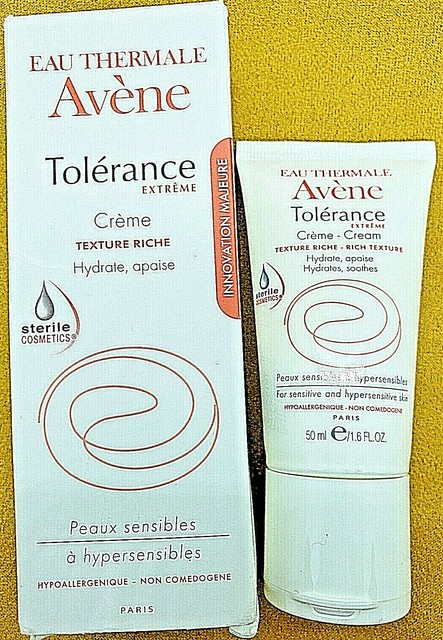 EAU THERMALE
Avène
Tolérance
EXTRÊME
Crème
TEXTURE RICHE
Hydrate, apaise
INNOVATION MAJEURE
sterile
COSMETICS®
Peaux sensibles
à hypersensibles
HYPOALLERGENIQUE - NON COMEDOGENE
PARIS
EAU THERMALE
Avène
Tolérance
EXTRÊME
Crème - Cream
TEXTURE RICHE - RICH TEXTURE
Hydrate, apaise
Hydrates, soothes
sterile
COSMETICS®
Peaux sensibles à hypersensibles
For sensitive and hypersensitive skin
HYPOALLERGENIQUE - NON COMEDOGENE
PARIS
50 ml e/1.6 FL.OZ.